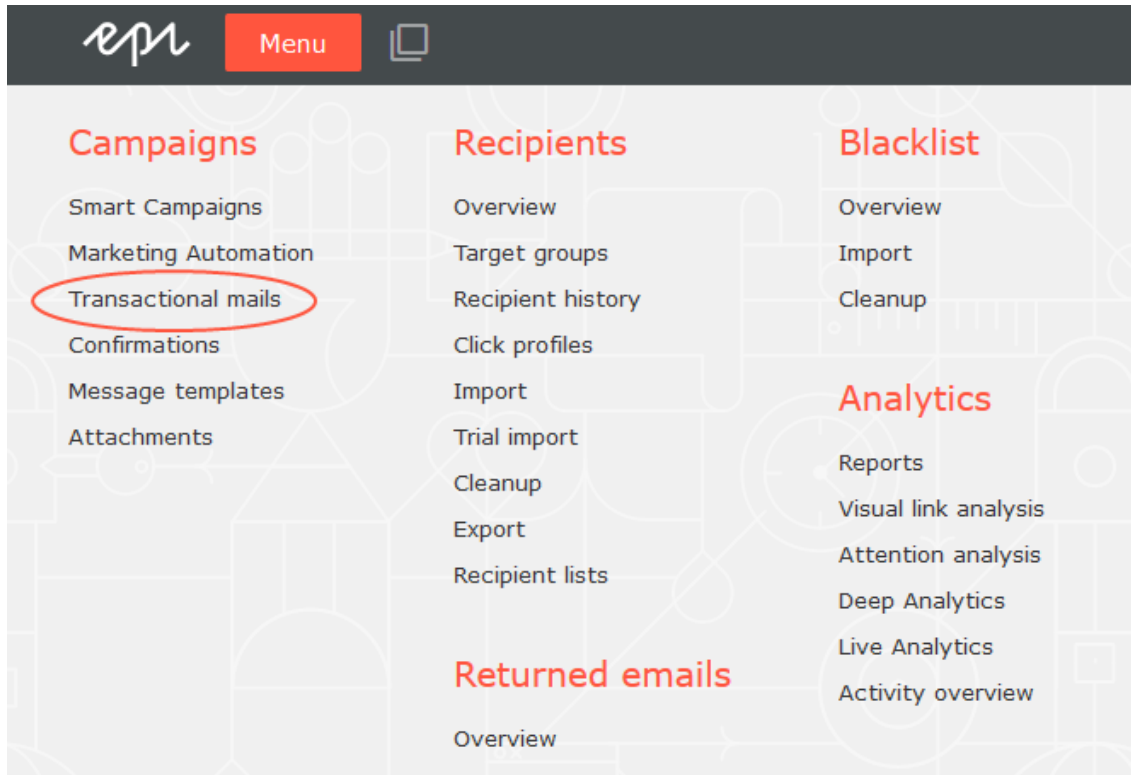 epi
Menu
Campaigns
Smart Campaigns
Marketing Automation
Transactional mails
Confirmations
Message templates
Attachments
Recipients
Overview
Target groups
Recipient history
Click profiles
Import
Trial import
Cleanup
Export
Recipient lists
Returned emails
Overview
Blacklist
Overview
Import
Cleanup
Analytics
Reports
Visual link analysis
Attention analysis
Deep Analytics
Live Analytics
Activity overview